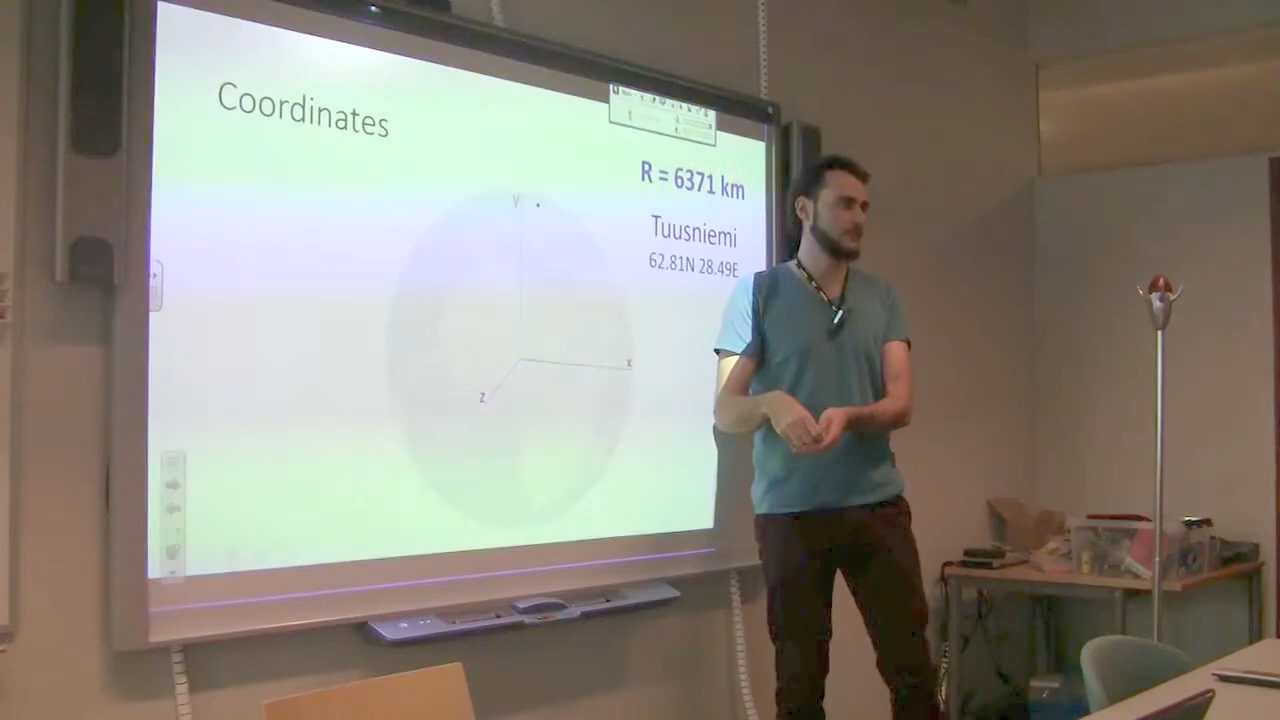 Coordinates
R = 6371 km
Tuusniemi
62.81N 28.49E
Y
X
Z